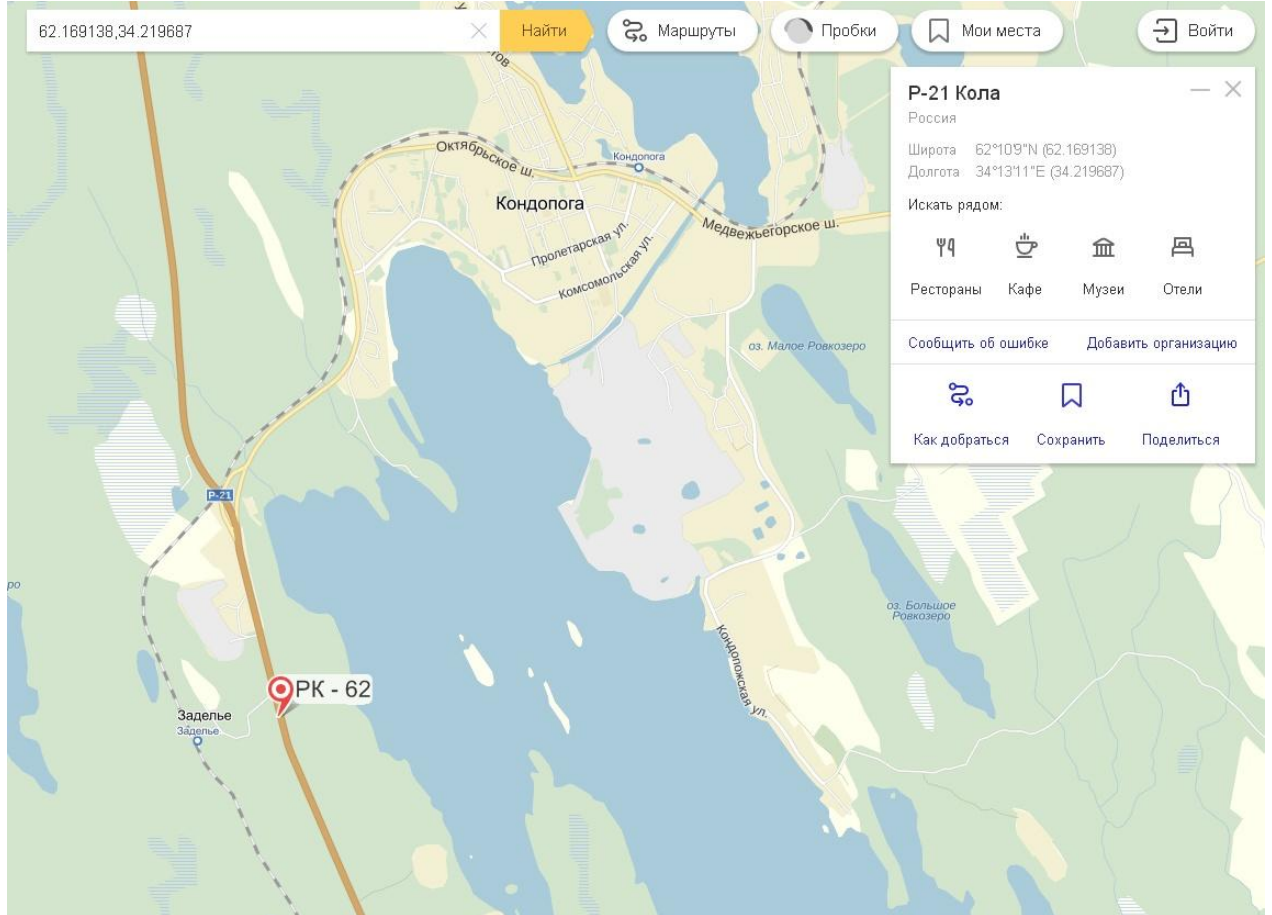 62.169138,34.219687
Найти
Маршруты
Пробки
Мои места
Войти
Р-21 Кола
Россия
Широта 62°10'9"N (62.169138)
Долгота 34°13'11"E (34.219687)
Искать рядом:
Рестораны Кафе Музеи Отели
Сообщить об ошибке Добавить организацию
Как добраться Сохранить Поделиться
Октябрьское ш.
Кондопога
Кондопога
Медвежьегорское ш.
Пролетарская ул.
Комсомольская ул.
оз. Малое Ровкозеро
Р-21
оз. Большое
Ровкозеро
Кондопожская ул.
РК - 62
Заделье
Заделье